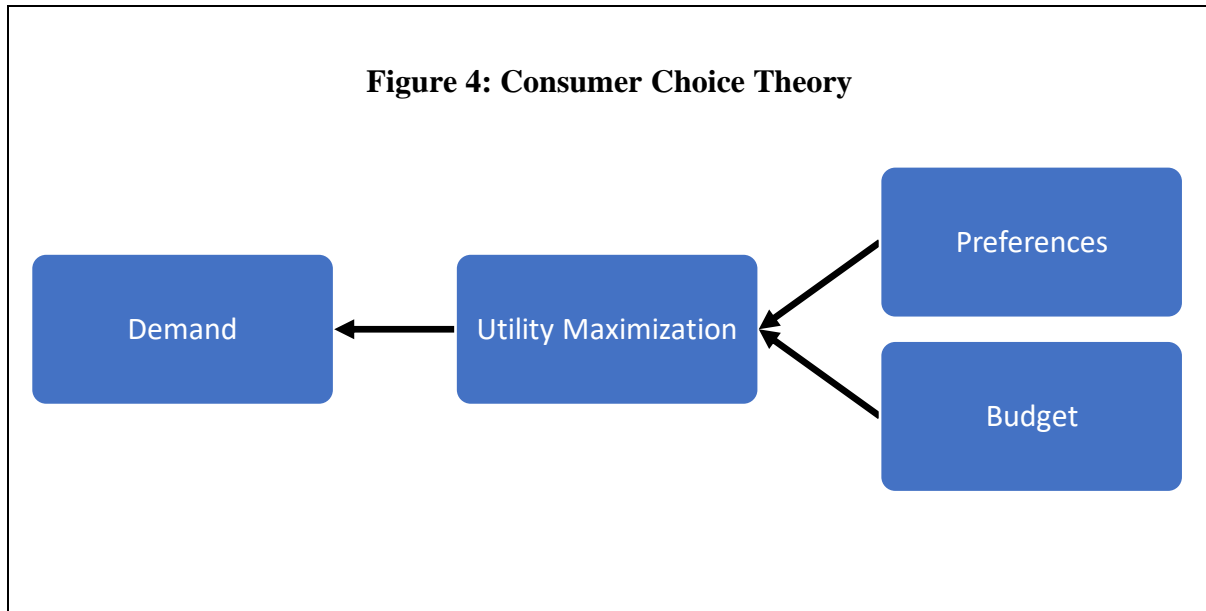 Figure 4: Consumer Choice Theory
Preferences
Demand
Utility Maximization
Budget